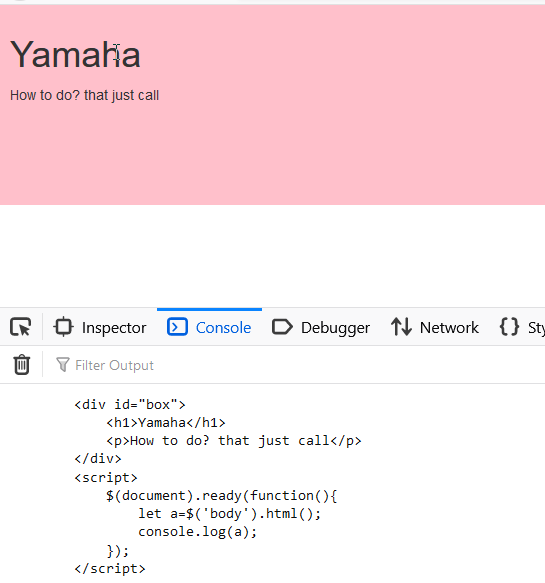 Yamaha
How to do? that just call
Inspector Console Debugger Network {} Sty
Filter Output
<div id="box">
<h1>Yamaha</h1>
<p>How to do? that just call</p>
</div>
<script>
$(document).ready(function(){
let a=$('body').html();
console.log(a);
});
</script>